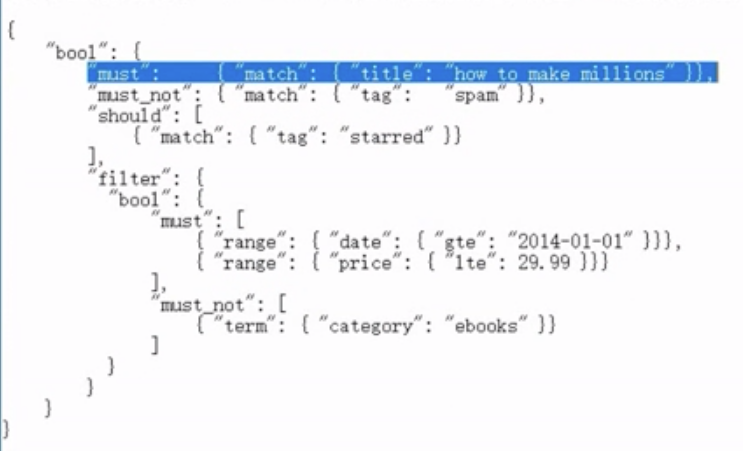 {
    "bool": {
        "must":     { "match": { "title": "how to make millions" }},
        "must_not": { "match": { "tag":   "spam" }},
        "should": [
            { "match": { "tag": "starred" }}
        ],
        "filter": {
          "bool": {
              "must": [
                  { "range": { "date": { "gte": "2014-01-01" }}},
                  { "range": { "price": { "lte": 29.99 }}}
              ],
              "must_not": [
                  { "term": { "category": "ebooks" }}
              ]
          }
        }
    }
}